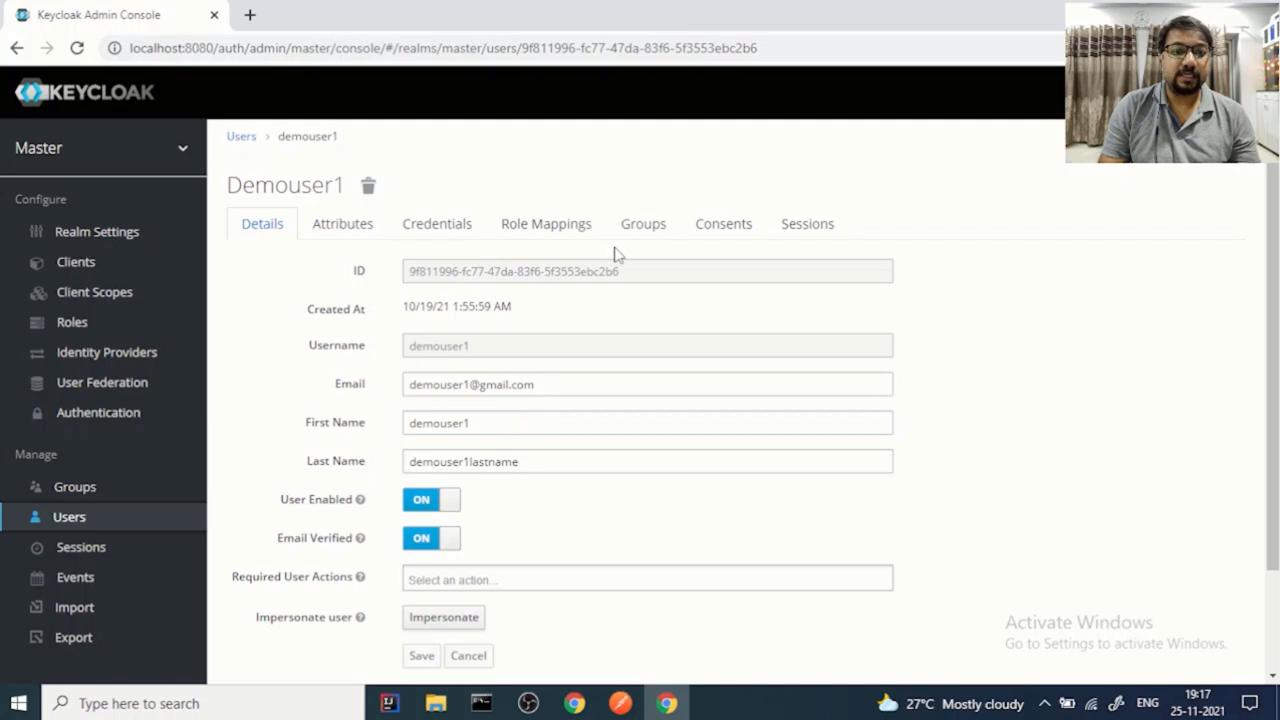 Keycloak Admin Console
localhost:8080/auth/admin/master/console/#/realms/master/users/9f811996-fc77-47da-83f6-5f3553ebc2b6
KEYCLOAK
Master
Configure
Realm Settings
Clients
Client Scopes
Roles
Identity Providers
User Federation
Authentication
Manage
Groups
Users
Sessions
Events
Import
Export
Users > demouser1
Demouser1
Details Attributes Credentials Role Mappings Groups Consents Sessions
ID 9f811996-fc77-47da-83f6-5f3553ebc2b6
Created At 10/19/21 1:55:59 AM
Username demouser1
Email demouser1@gmail.com
First Name demouser1
Last Name demouser1lastname
User Enabled ON
Email Verified ON
Required User Actions Select an action...
Impersonate user Impersonate
Save Cancel
Activate Windows
Go to Settings to activate Windows.
Type here to search
27°C Mostly cloudy
ENG
19:17
25-11-2021